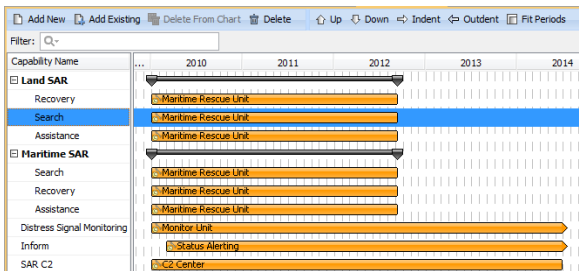 Add New Add Existing Delete From Chart Delete Up Down Indent Outdent Fit Periods
Filter:
Capability Name ... 2010 2011 2012 2013 2014
Land SAR
Recovery Maritime Rescue Unit
Search Maritime Rescue Unit
Assistance Maritime Rescue Unit
Maritime SAR
Search Maritime Rescue Unit
Recovery Maritime Rescue Unit
Assistance Maritime Rescue Unit
Distress Signal Monitoring Monitor Unit
Inform Status Alerting
SAR C2 C2 Center